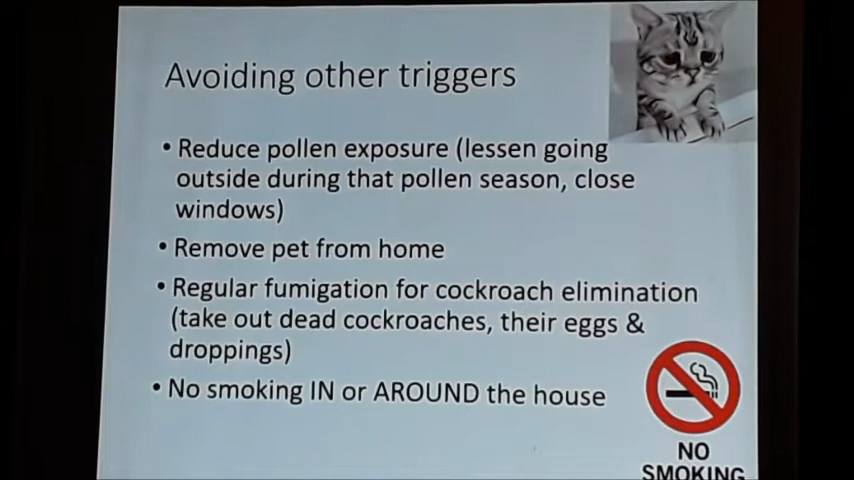 Avoiding other triggers
• Reduce pollen exposure (lessen going
outside during that pollen season, close
windows)
• Remove pet from home
• Regular fumigation for cockroach elimination
(take out dead cockroaches, their eggs &
droppings)
• No smoking IN or AROUND the house
NO
SMOKING